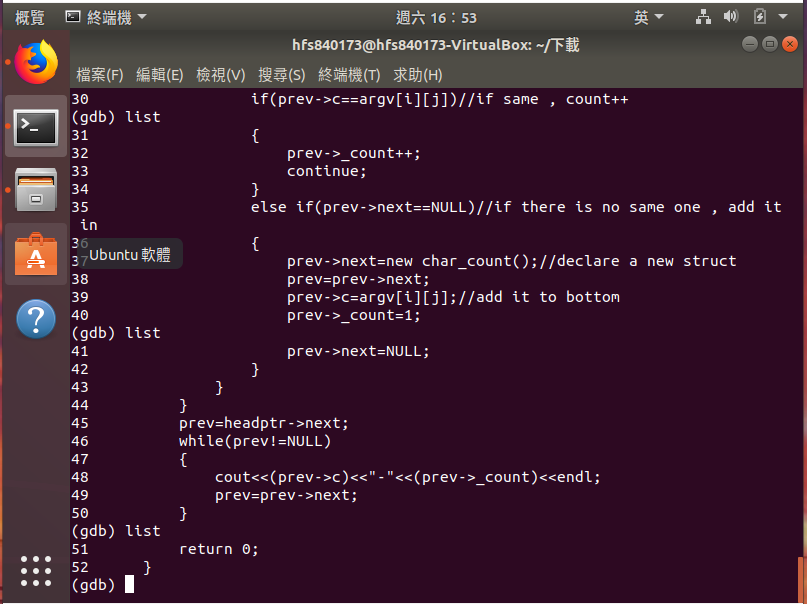 概覽 終端機 週六 16：53 英
hfs840173@hfs840173-VirtualBox: ~/下載
檔案(F) 編輯(E) 檢視(V) 搜尋(S) 終端機(T) 求助(H)
30                  if(prev->c==argv[i][j])//if same , count++
(gdb) list
31                  {
32                      prev->_count++;
33                      continue;
34                  }
35                  else if(prev->next==NULL)//if there is no same one , add it
 in
36                  {
Ubuntu 軟體
37                      prev->next=new char_count();//declare a new struct
38                      prev=prev->next;
39                      prev->c=argv[i][j];//add it to bottom
40                      prev->_count=1;
(gdb) list
41                      prev->next=NULL;
42                  }
43              }
44          }
45          prev=headptr->next;
46          while(prev!=NULL)
47          {
48              cout<<(prev->c)<<"-"<<(prev->_count)<<endl;
49              prev=prev->next;
50          }
(gdb) list
51          return 0;
52      }
(gdb)